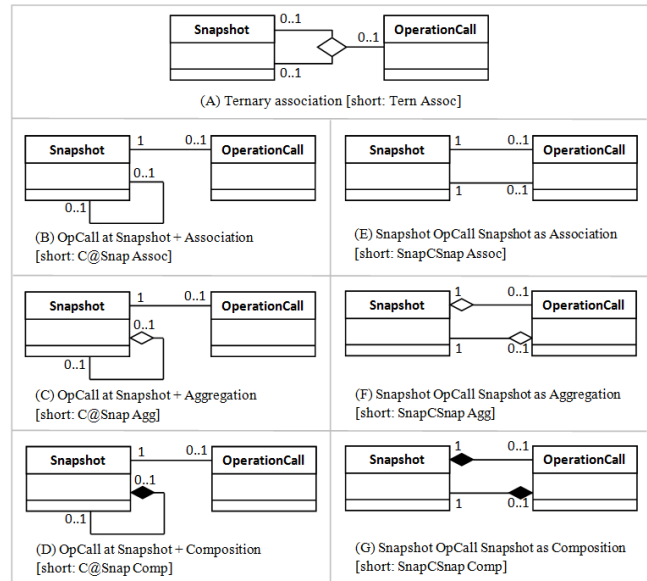 0..1
Snapshot
0..1
OperationCall
0..1
(A) Ternary association [short: Tern Assoc]
Snapshot
1
0..1
OperationCall
0..1
0..1
(B) OpCall at Snapshot + Association
[short: C@Snap Assoc]
Snapshot
1
0..1
OperationCall
1
0..1
(E) Snapshot OpCall Snapshot as Association
[short: SnapCSnap Assoc]
Snapshot
1
0..1
OperationCall
0..1
0..1
(C) OpCall at Snapshot + Aggregation
[short: C@Snap Agg]
Snapshot
1
0..1
OperationCall
1
0..1
(F) Snapshot OpCall Snapshot as Aggregation
[short: SnapCSnap Agg]
Snapshot
1
0..1
OperationCall
0..1
0..1
(D) OpCall at Snapshot + Composition
[short: C@Snap Comp]
Snapshot
1
0..1
OperationCall
1
0..1
(G) Snapshot OpCall Snapshot as Composition
[short: SnapCSnap Comp]